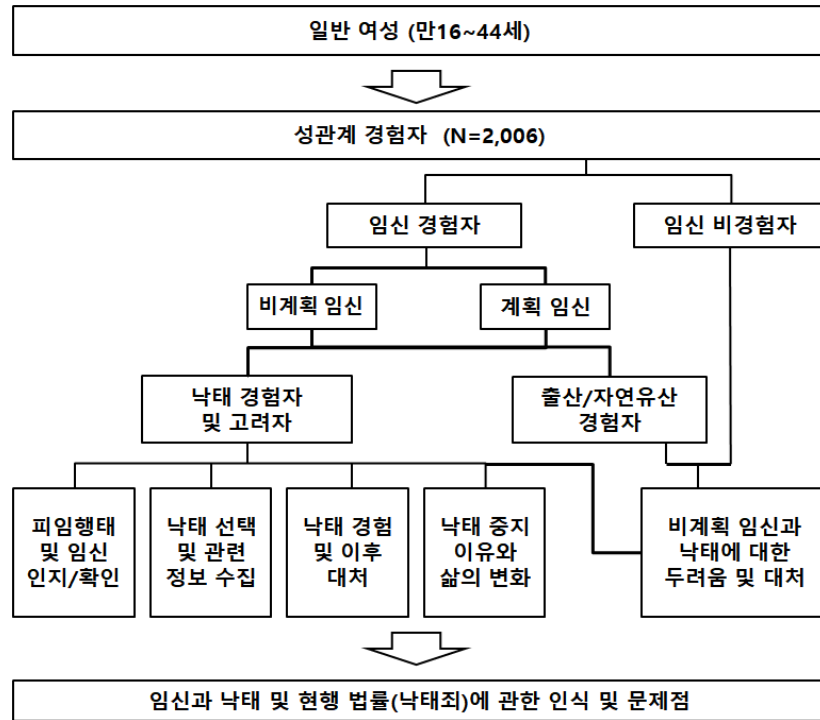 일반 여성 (만16~44세)
성관계 경험자 (N=2,006)
임신 경험자
임신 비경험자
비계획 임신
계획 임신
낙태 경험자
및 고려자
출산/자연유산
경험자
피임행태
및 임신
인지/확인
낙태 선택
및 관련
정보 수집
낙태 경험
및 이후
대처
낙태 중지
이유와
삶의 변화
비계획 임신과
낙태에 대한
두려움 및 대처
임신과 낙태 및 현행 법률(낙태죄)에 관한 인식 및 문제점